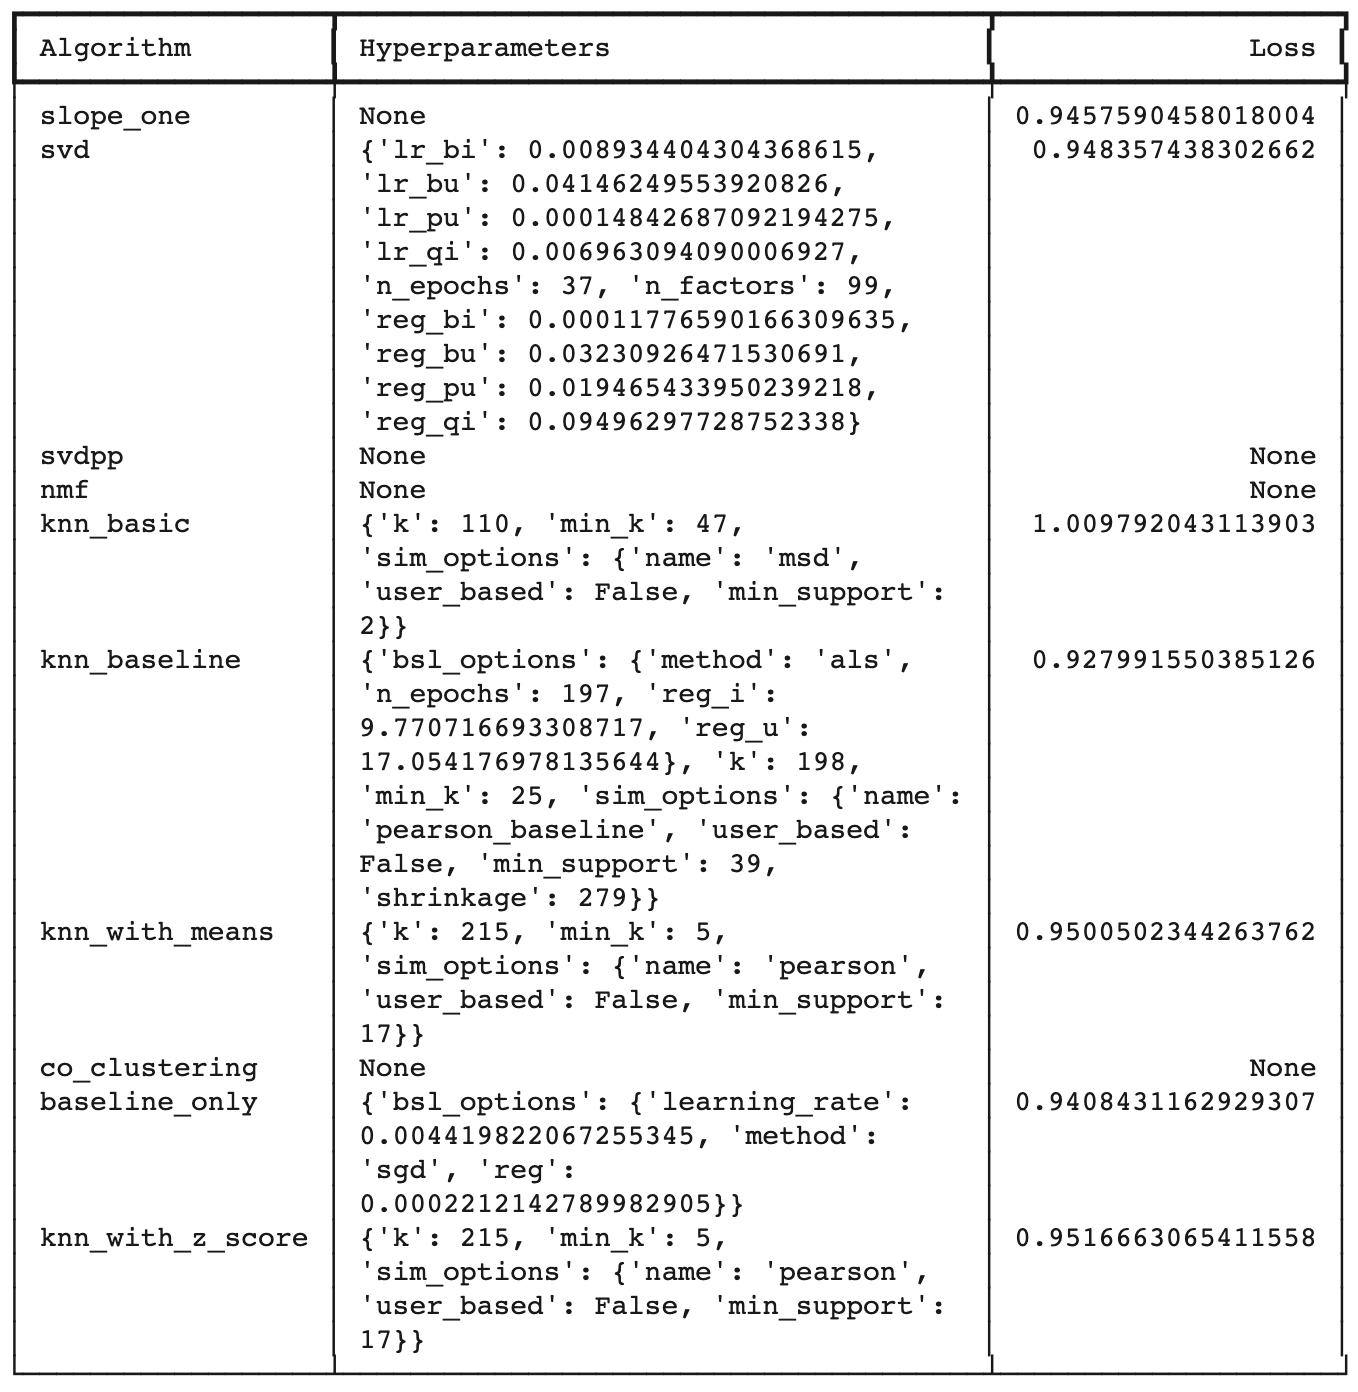 Algorithm Hyperparameters Loss
slope_one None 0.9457590458018004
svd {'lr_bi': 0.008934404304368615, 0.948357438302662
'lr_bu': 0.04146249553920826,
'lr_pu': 0.00014842687092194275,
'lr_qi': 0.006963094090006927,
'n_epochs': 37, 'n_factors': 99,
'reg_bi': 0.00011776590166309635,
'reg_bu': 0.03230926471530691,
'reg_pu': 0.019465433950239218,
'reg_qi': 0.09496297728752338}
svdpp None None
nmf None None
knn_basic {'k': 110, 'min_k': 47, 1.009792043113903
'sim_options': {'name': 'msd',
'user_based': False, 'min_support':
2}}
knn_baseline {'bsl_options': {'method': 'als', 0.927991550385126
'n_epochs': 197, 'reg_i':
9.770716693308717, 'reg_u':
17.054176978135644}, 'k': 198,
'min_k': 25, 'sim_options': {'name':
'pearson_baseline', 'user_based':
False, 'min_support': 39,
'shrinkage': 279}}
knn_with_means {'k': 215, 'min_k': 5, 0.9500502344263762
'sim_options': {'name': 'pearson',
'user_based': False, 'min_support':
17}}
co_clustering None None
baseline_only {'bsl_options': {'learning_rate': 0.9408431162929307
0.004419822067255345, 'method':
'sgd', 'reg':
0.0002212142789982905}}
knn_with_z_score {'k': 215, 'min_k': 5, 0.9516663065411558
'sim_options': {'name': 'pearson',
'user_based': False, 'min_support':
17}}